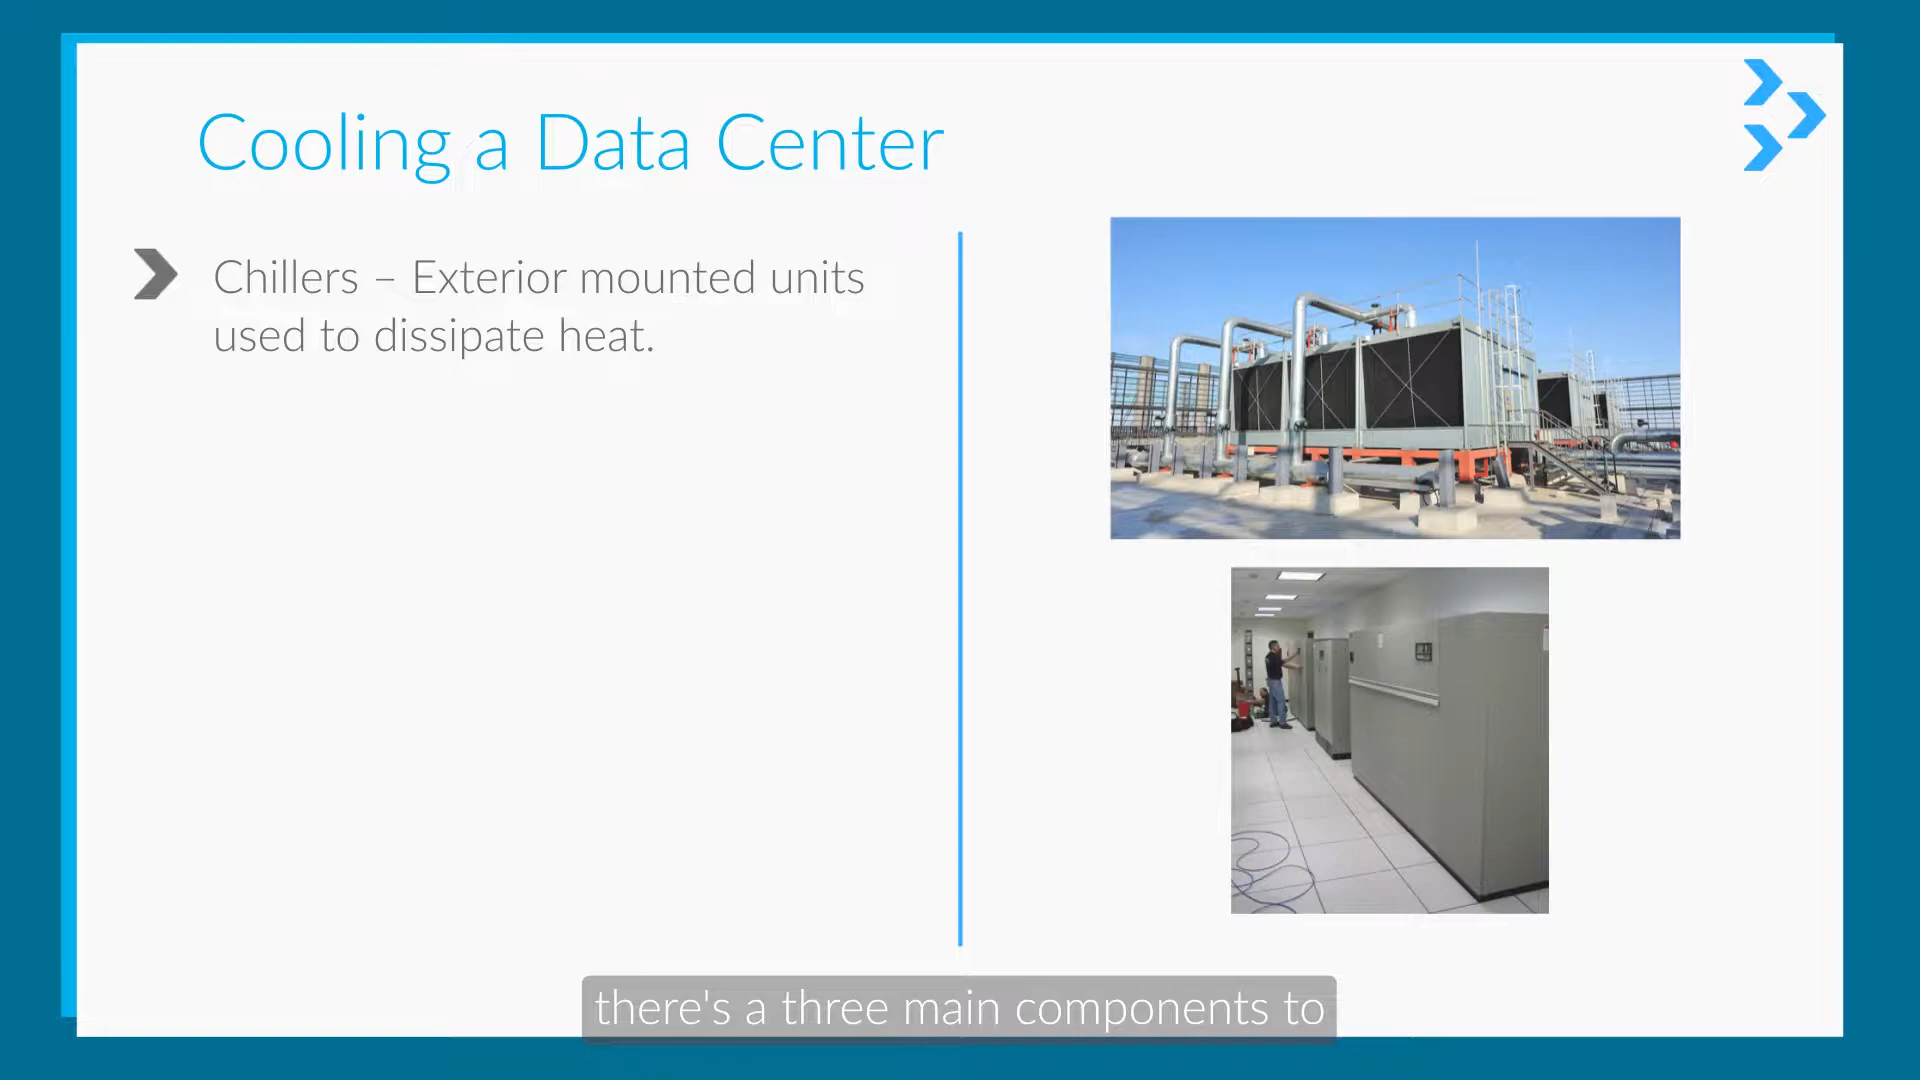 Cooling a Data Center
Chillers – Exterior mounted units
used to dissipate heat.
there's a three main components to